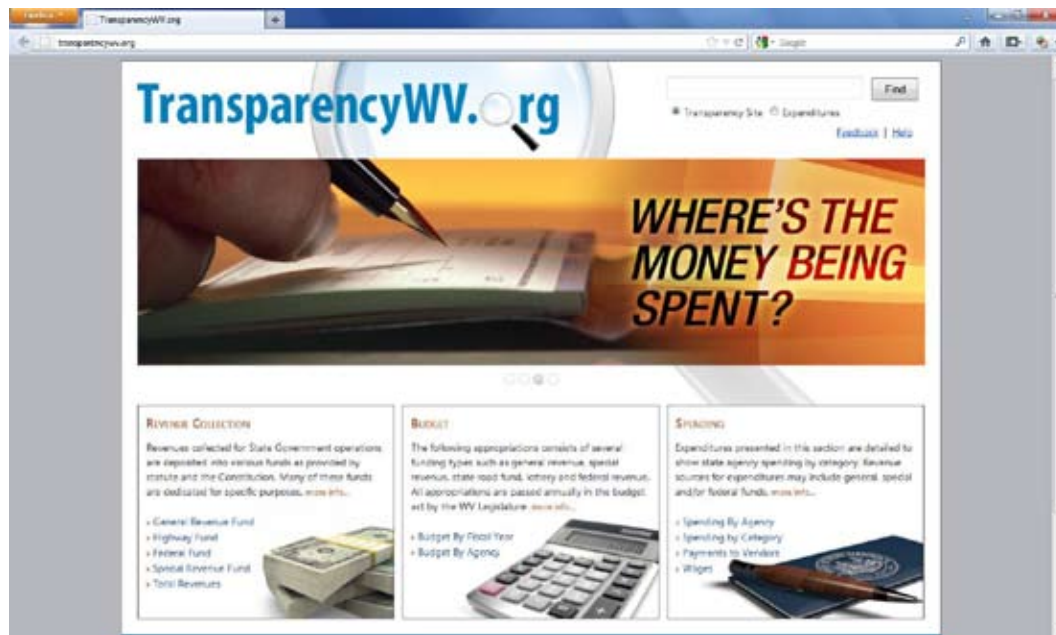 Firefox
TransparencyWV.org
transparencywv.org
Google
TransparencyWV.org
Find
Transparency Site Expenditures
Feedback | Help
WHERE'S THE
MONEY BEING
SPENT?
REVENUE COLLECTION
Revenues collected for State Government operations
are deposited into various funds as provided by
statute and the Constitution. Many of these funds
are dedicated for specific purposes. more info...
› General Revenue Fund
› Highway Fund
› Federal Fund
› Special Revenue Fund
› Total Revenues
BUDGET
The following appropriations consists of several
funding types such as general revenue, special
revenue, state road fund, lottery and federal revenue.
All appropriations are passed annually in the budget
act by the WV Legislature. more info...
› Budget By Fiscal Year
› Budget By Agency
SPENDING
Expenditures presented in this section are detailed to
show state agency spending by category. Revenue
sources for expenditures may include general, special
and/or federal funds. more info...
› Spending By Agency
› Spending by Category
› Payments to Vendors
› Wages